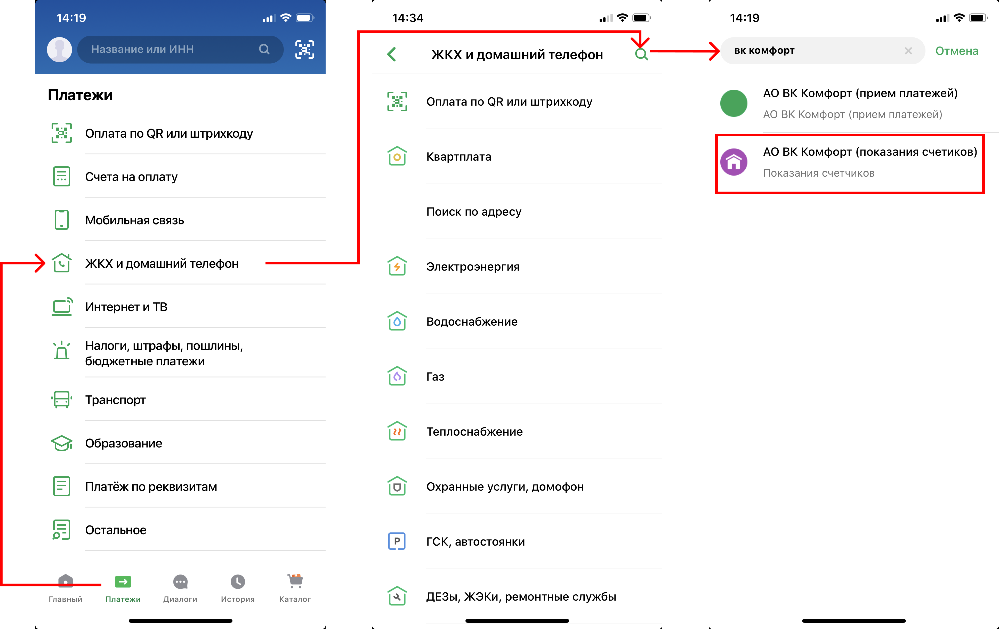 14:19
Название или ИНН
Платежи
Оплата по QR или штрихкоду
Счета на оплату
Мобильная связь
ЖКХ и домашний телефон
Интернет и ТВ
Налоги, штрафы, пошлины,
бюджетные платежи
Транспорт
Образование
Платёж по реквизитам
Остальное
Главный
Платежи
Диалоги
История
Каталог
14:34
ЖКХ и домашний телефон
Оплата по QR или штрихкоду
Квартплата
Поиск по адресу
Электроэнергия
Водоснабжение
Газ
Теплоснабжение
Охранные услуги, домофон
P
ГСК, автостоянки
ДЕЗы, ЖЭКи, ремонтные службы
14:19
вк комфорт
Отмена
АО ВК Комфорт (прием платежей)
АО ВК Комфорт (прием платежей)
АО ВК Комфорт (показания счетиков)
Показания счетчиков